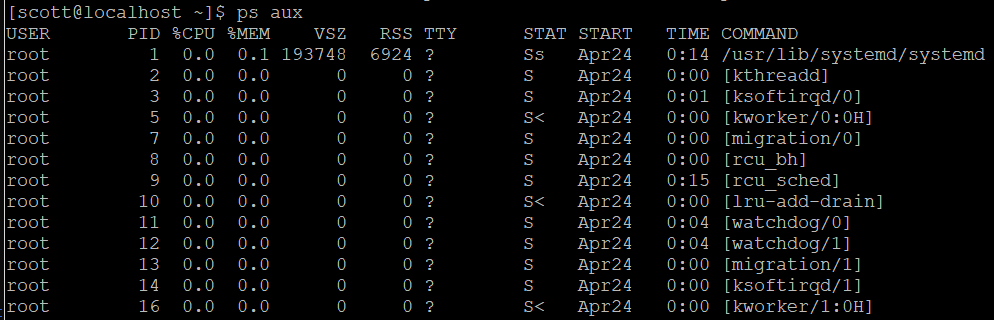 [scott@localhost ~]$ ps aux
USER PID %CPU %MEM VSZ RSS TTY STAT START TIME COMMAND
root 1 0.0 0.1 193748 6924 ? Ss Apr24 0:14 /usr/lib/systemd/systemd
root 2 0.0 0.0 0 0 ? S Apr24 0:00 [kthreadd]
root 3 0.0 0.0 0 0 ? S Apr24 0:01 [ksoftirqd/0]
root 5 0.0 0.0 0 0 ? S< Apr24 0:00 [kworker/0:0H]
root 7 0.0 0.0 0 0 ? S Apr24 0:00 [migration/0]
root 8 0.0 0.0 0 0 ? S Apr24 0:00 [rcu_bh]
root 9 0.0 0.0 0 0 ? S Apr24 0:15 [rcu_sched]
root 10 0.0 0.0 0 0 ? S< Apr24 0:00 [lru-add-drain]
root 11 0.0 0.0 0 0 ? S Apr24 0:04 [watchdog/0]
root 12 0.0 0.0 0 0 ? S Apr24 0:04 [watchdog/1]
root 13 0.0 0.0 0 0 ? S Apr24 0:00 [migration/1]
root 14 0.0 0.0 0 0 ? S Apr24 0:00 [ksoftirqd/1]
root 16 0.0 0.0 0 0 ? S< Apr24 0:00 [kworker/1:0H]